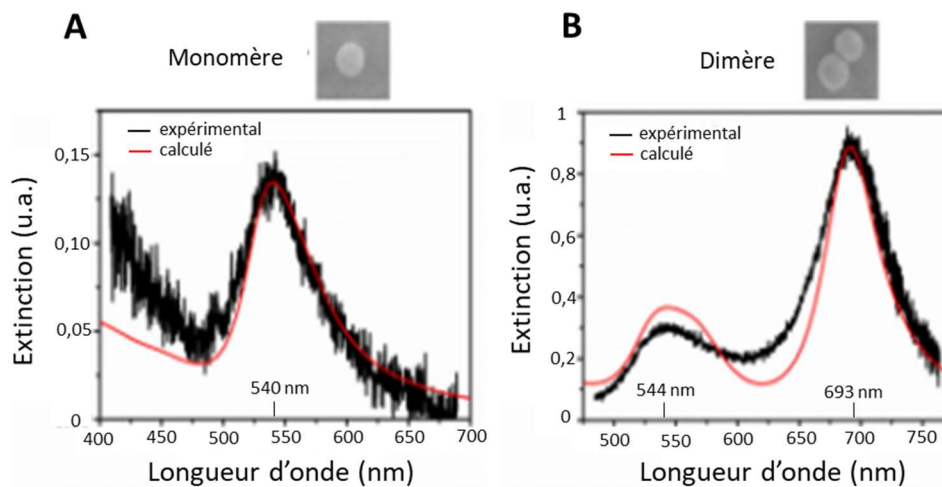 A
Monomère
expérimental
calculé
Extinction (u.a.)
0,15
0,10
0,05
0
540 nm
400
450
500
550
600
650
700
Longueur d'onde (nm)
B
Dimère
expérimental
calculé
Extinction (u.a.)
1
0,8
0,6
0,4
0,2
0
544 nm
693 nm
500
550
600
650
700
750
Longueur d'onde (nm)